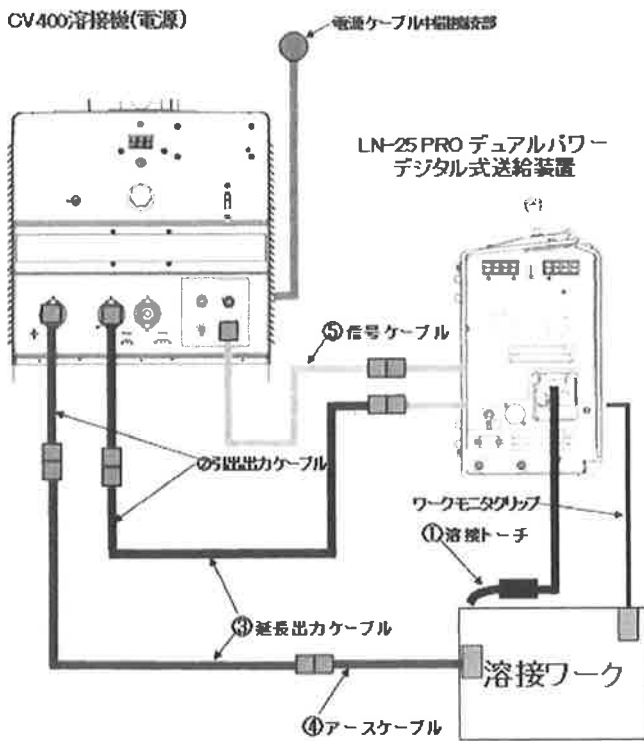 CV400溶接機(電源)
電源ケーブル中継接続部
LN-25 PRO デュアルパワー
デジタル式送給装置
⑤信号ケーブル
②引出出力ケーブル
ワークモニタクリップ
①溶接トーチ
③延長出力ケーブル
溶接ワーク
④アースケーブル